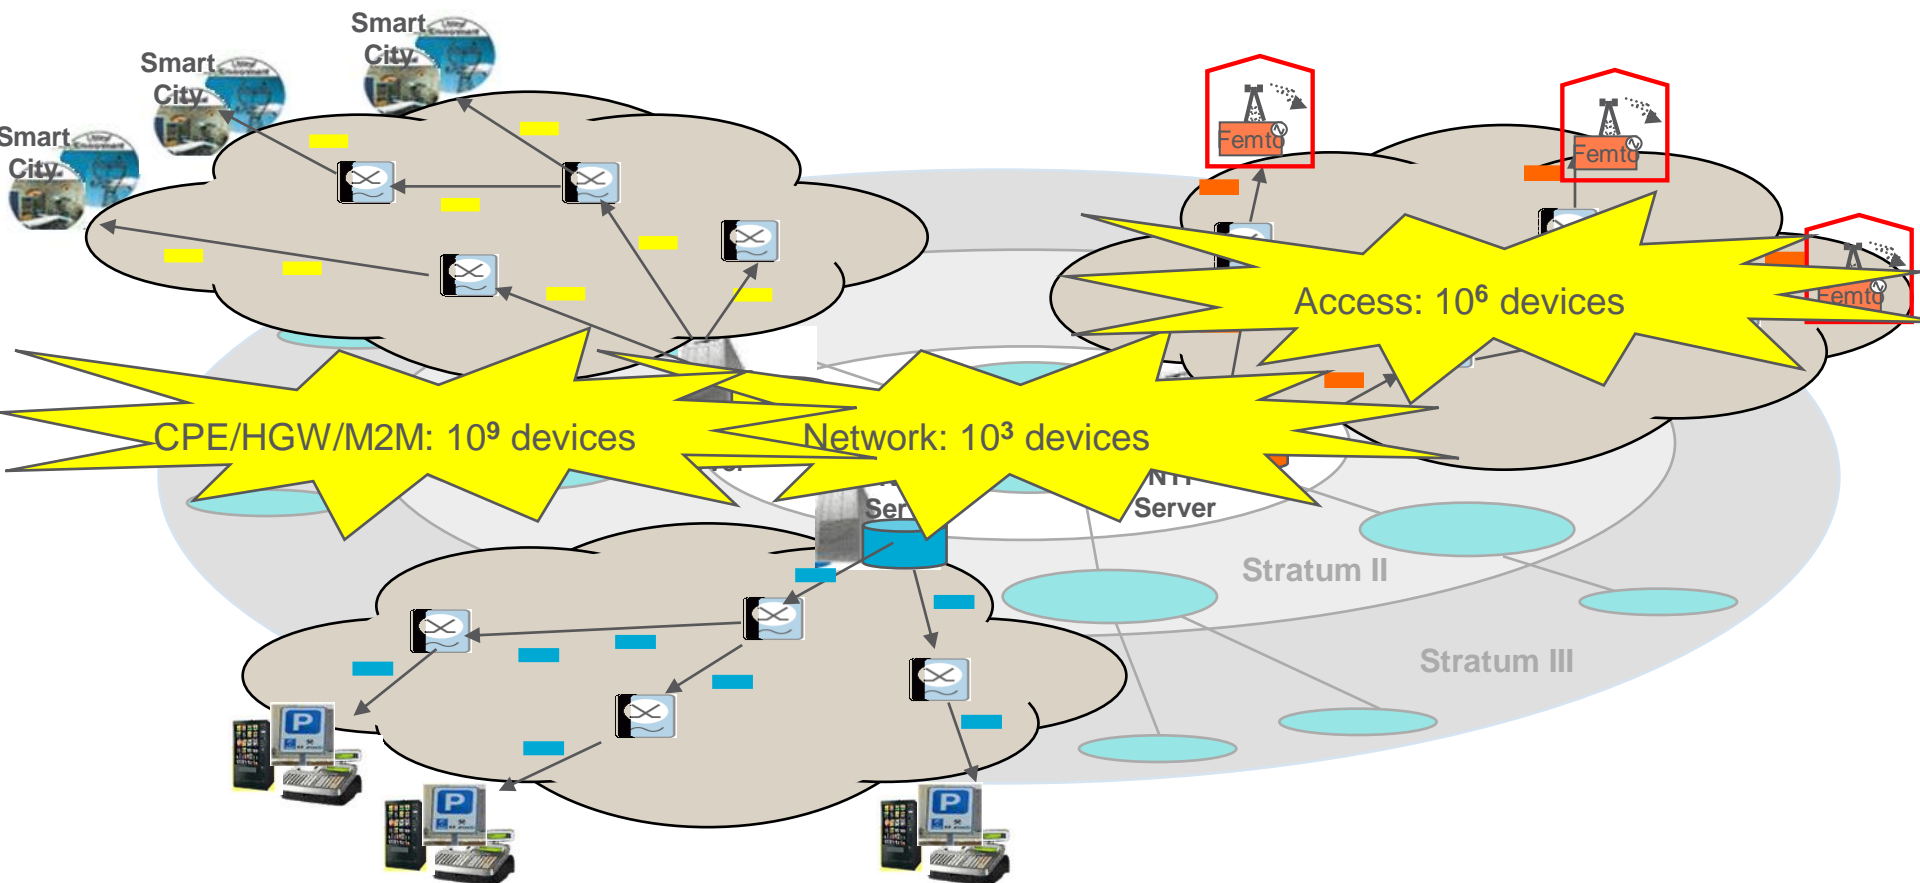 Smart
City
Smart
City
Smart
City
Femto
Femto
Femto
Access: 10⁶ devices
CPE/HGW/M2M: 10⁹ devices
Network: 10³ devices
Server
Stratum II
Stratum III
P
P
P